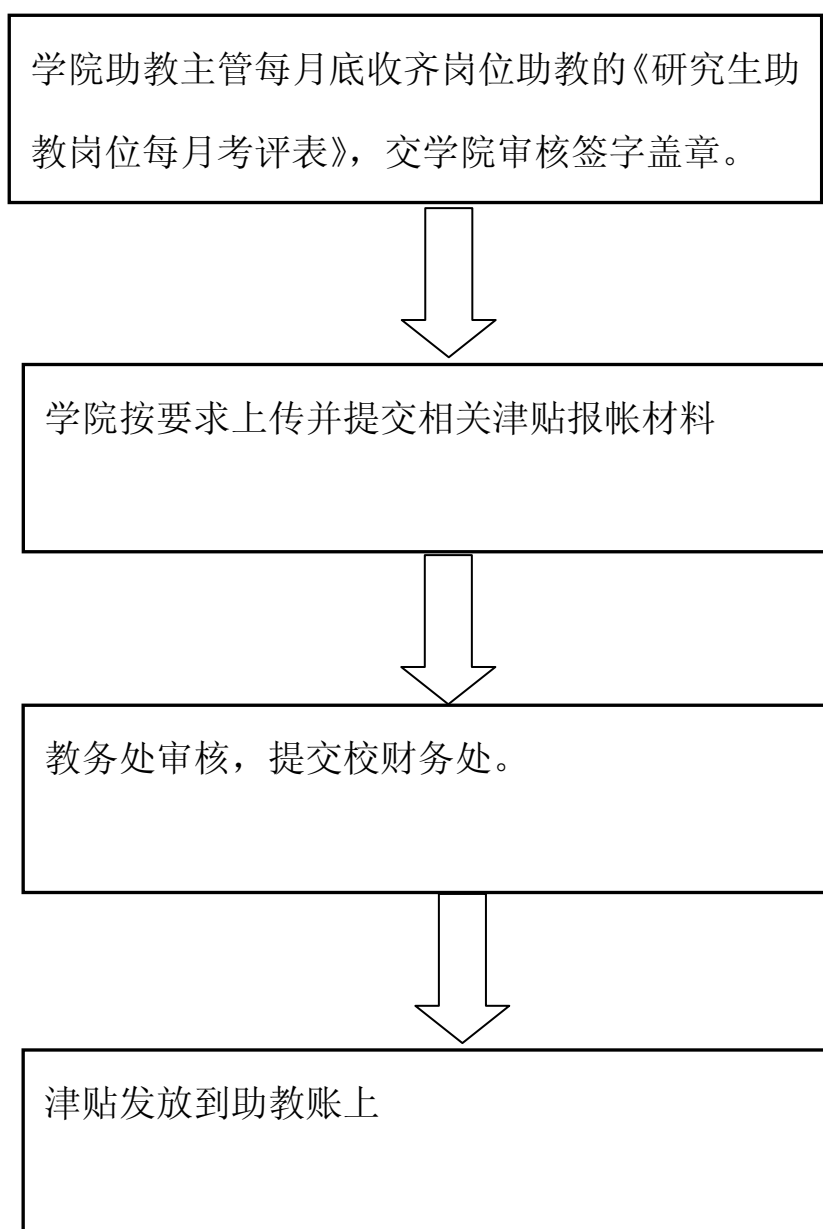 学院助教主管每月底收齐岗位助教的《研究生助
教岗位每月考评表》，交学院审核签字盖章。
学院按要求上传并提交相关津贴报帐材料
教务处审核，提交校财务处。
津贴发放到助教账上